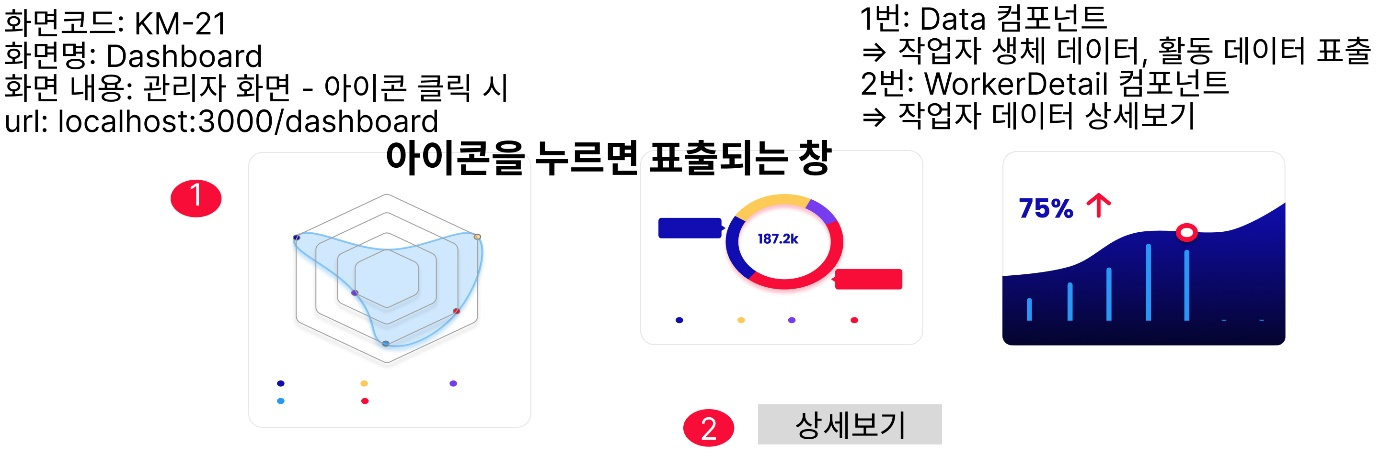 화면코드: KM-21
화면명: Dashboard
화면 내용: 관리자 화면 - 아이콘 클릭 시
url: localhost:3000/dashboard
1번: Data 컴포넌트
⇒ 작업자 생체 데이터, 활동 데이터 표출
2번: WorkerDetail 컴포넌트
⇒ 작업자 데이터 상세보기
아이콘을 누르면 표출되는 창
1
187.2k
75%
2
상세보기